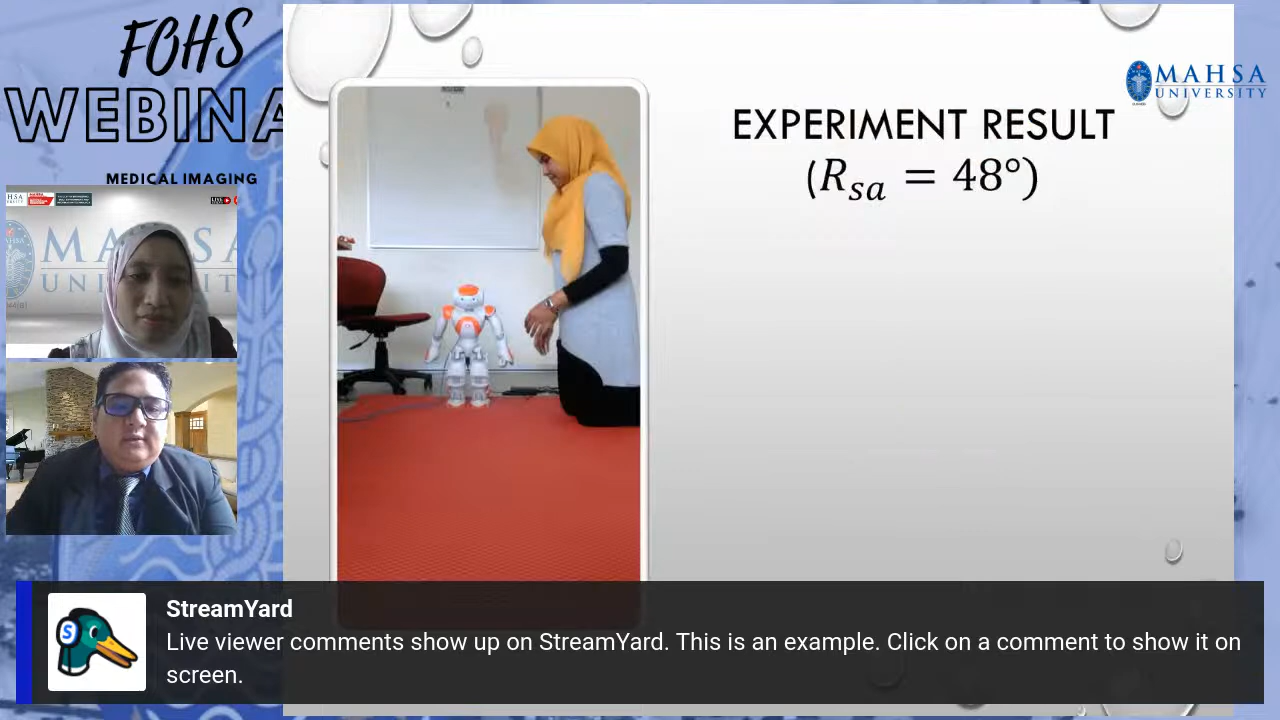 FOHS
WEBINA
MEDICAL IMAGING
MAHSA
UNIVERSITY
EXPERIMENT RESULT
(R_sa = 48°)
StreamYard
Live viewer comments show up on StreamYard. This is an example. Click on a comment to show it on
screen.